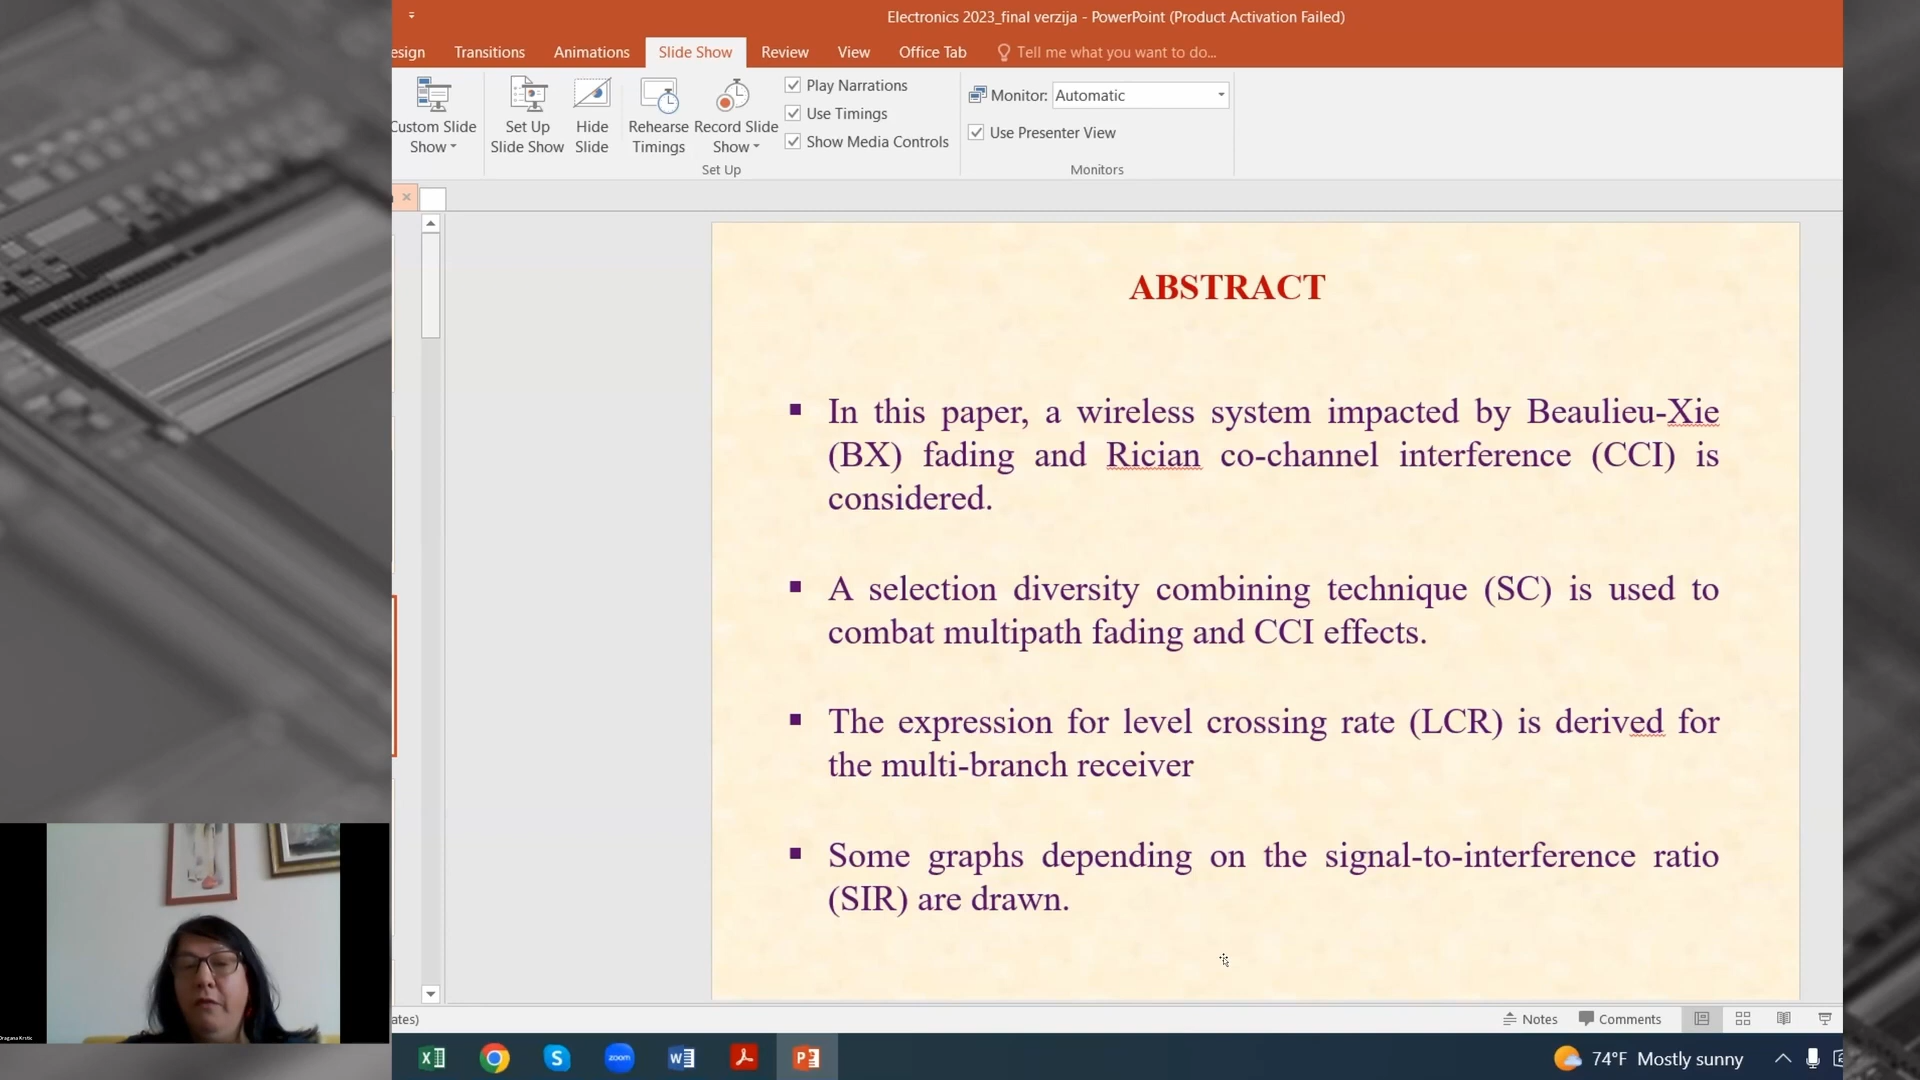 Electronics 2023_final verzija - PowerPoint (Product Activation Failed)
esign Transitions Animations Slide Show Review View Office Tab Tell me what you want to do...
Custom Slide Show
Set Up Slide Show
Hide Slide
Rehearse Timings
Record Slide Show
Play Narrations
Use Timings
Show Media Controls
Set Up
Monitor: Automatic
Use Presenter View
Monitors
ABSTRACT
▪ In this paper, a wireless system impacted by Beaulieu-Xie
(BX) fading and Rician co-channel interference (CCI) is
considered.
▪ A selection diversity combining technique (SC) is used to
combat multipath fading and CCI effects.
▪ The expression for level crossing rate (LCR) is derived for
the multi-branch receiver
▪ Some graphs depending on the signal-to-interference ratio
(SIR) are drawn.
Dragana Krstic
ates)
Notes Comments
zoom
74°F Mostly sunny